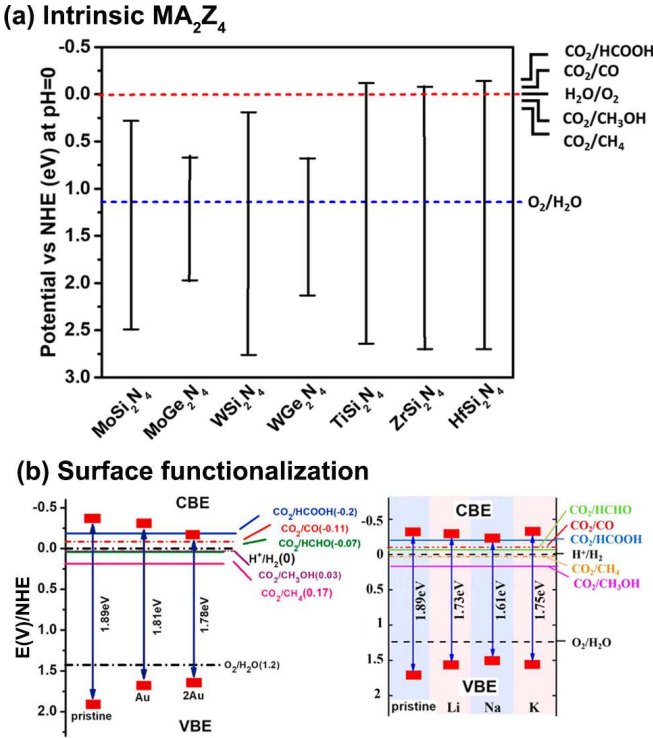 (a) Intrinsic MA₂Z₄
Potential vs NHE (eV) at pH=0
-0.5
0.0
0.5
1.0
1.5
2.0
2.5
3.0
CO₂/HCOOH
CO₂/CO
H₂O/O₂
CO₂/CH₃OH
CO₂/CH₄
O₂/H₂O
MoSi₂N₄
MoGe₂N₄
WSi₂N₄
WGe₂N₄
TiSi₂N₄
ZrSi₂N₄
HfSi₂N₄
(b) Surface functionalization
E(V)/NHE
-0.5
0.0
0.5
1.0
1.5
2.0
CBE
CO₂/HCOOH(-0.2)
CO₂/CO(-0.11)
CO₂/HCHO(-0.07)
H⁺/H₂(0)
CO₂/CH₃OH(0.03)
CO₂/CH₄(0.17)
1.89eV
1.81eV
1.78eV
O₂/H₂O(1.2)
pristine
Au
2Au
VBE
-0.5
0
0.5
1
1.5
2
CBE
CO₂/HCHO
CO₂/CO
CO₂/HCOOH
H⁺/H₂
CO₂/CH₄
CO₂/CH₃OH
1.89eV
1.73eV
1.61eV
1.75eV
O₂/H₂O
VBE
pristine
Li
Na
K